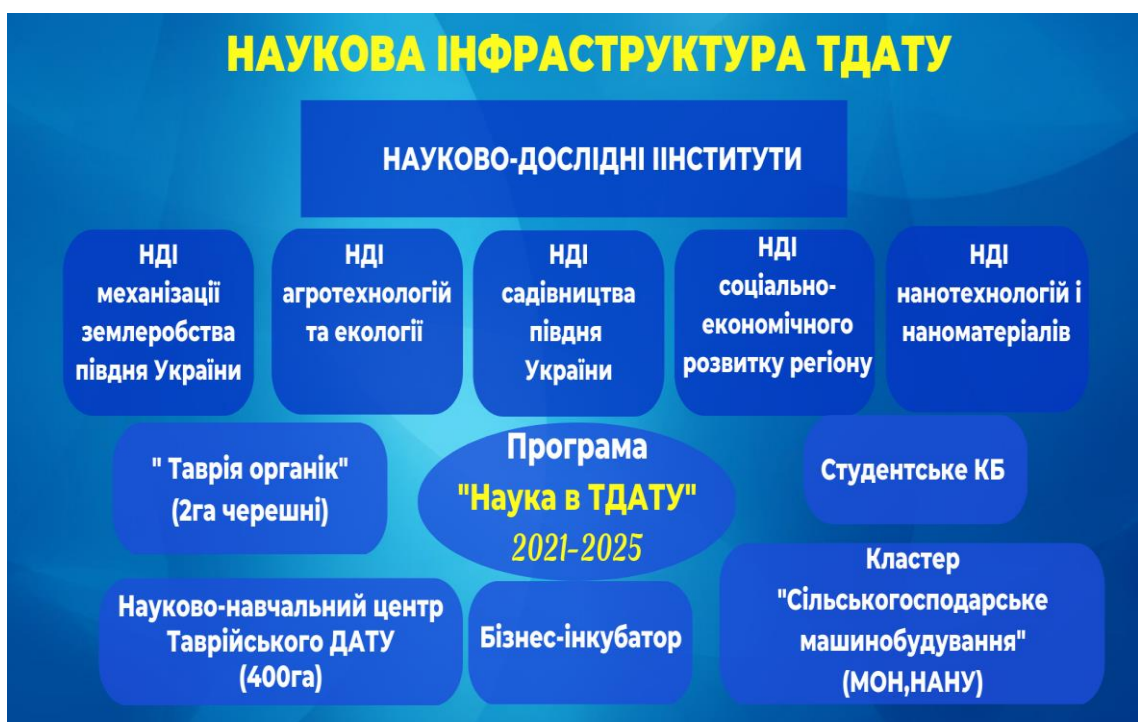 НАУКОВА ІНФРАСТРУКТУРА ТДАТУ
НАУКОВО-ДОСЛІДНІ ІІНСТИТУТИ
НДІ
механізації
землеробства
півдня України
НДІ
агротехнологій
та екології
НДІ
садівництва
півдня
України
НДІ
соціально-
економічного
розвитку регіону
НДІ
нанотехнологій і
наноматеріалів
" Таврія органік"
(2га черешні)
Програма
"Наука в ТДАТУ"
2021-2025
Студентське КБ
Науково-навчальний центр
Таврійського ДАТУ
(400га)
Бізнес-інкубатор
Кластер
"Сільськогосподарське
машинобудування"
(МОН,НАНУ)